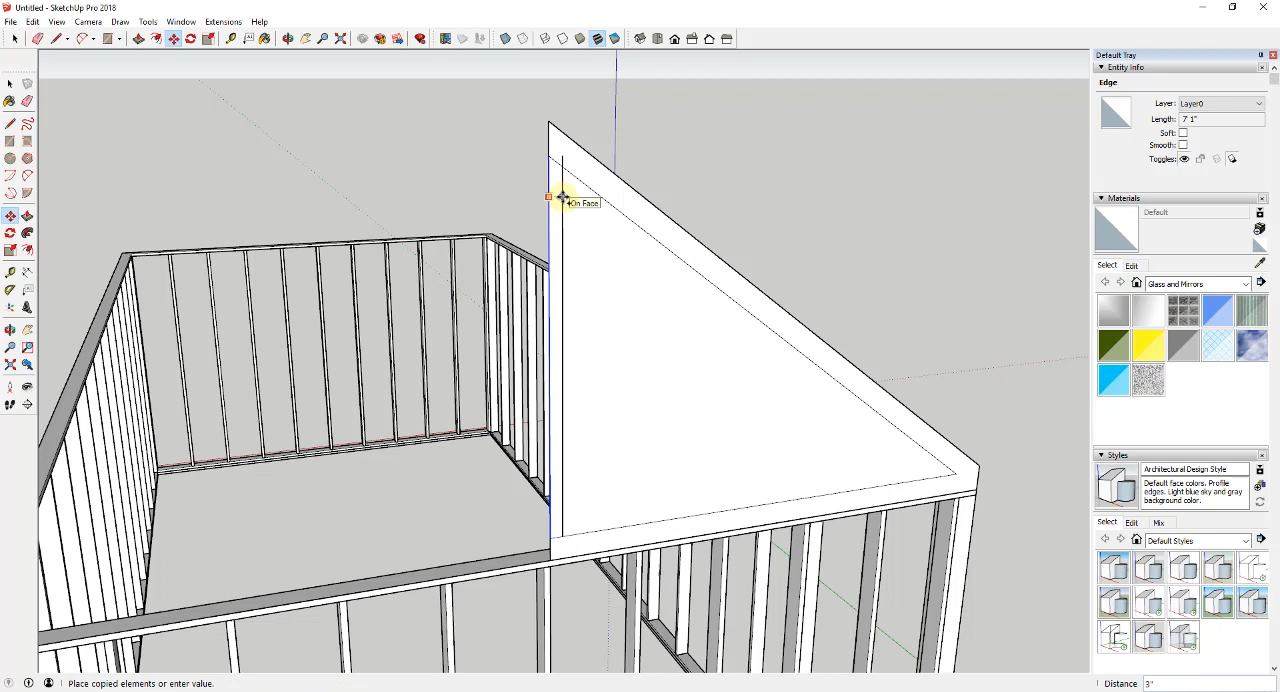 Untitled - SketchUp Pro 2018
File Edit View Camera Draw Tools Window Extensions Help
Default Tray
Entity Info
Edge
Layer: Layer0
Length: 7' 1"
Soft:
Smooth:
Toggles:
On Face
Materials
Default
Select Edit
Glass and Mirrors
Styles
Architectural Design Style
Default face colors. Profile
edges. Light blue sky and gray
background color.
Select Edit Mix
Default Styles
Place copied elements or enter value.
Distance 3"